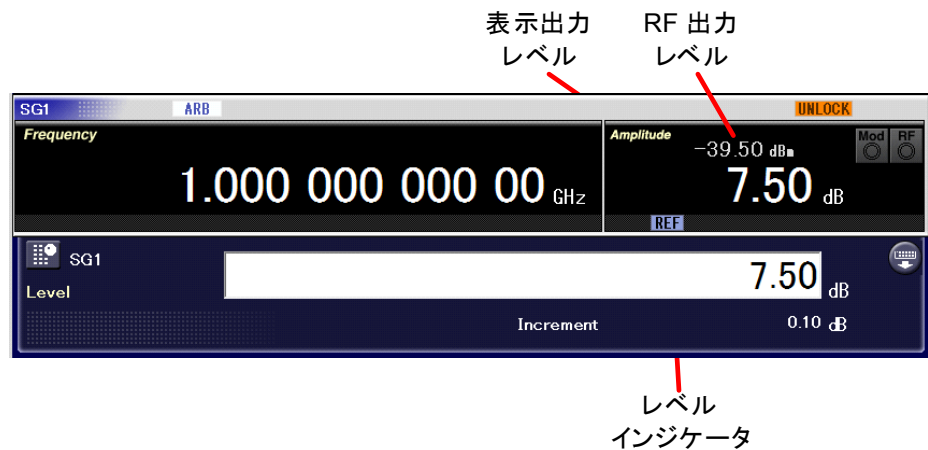 表示出力
レベル
RF 出力
レベル
SG1
ARB
UNLOCK
Frequency
1.000 000 000 00 GHz
Amplitude
-39.50 dBm
Mod
RF
7.50 dB
REF
SG1
Level
7.50 dB
Increment
0.10 dB
レベル
インジケータ